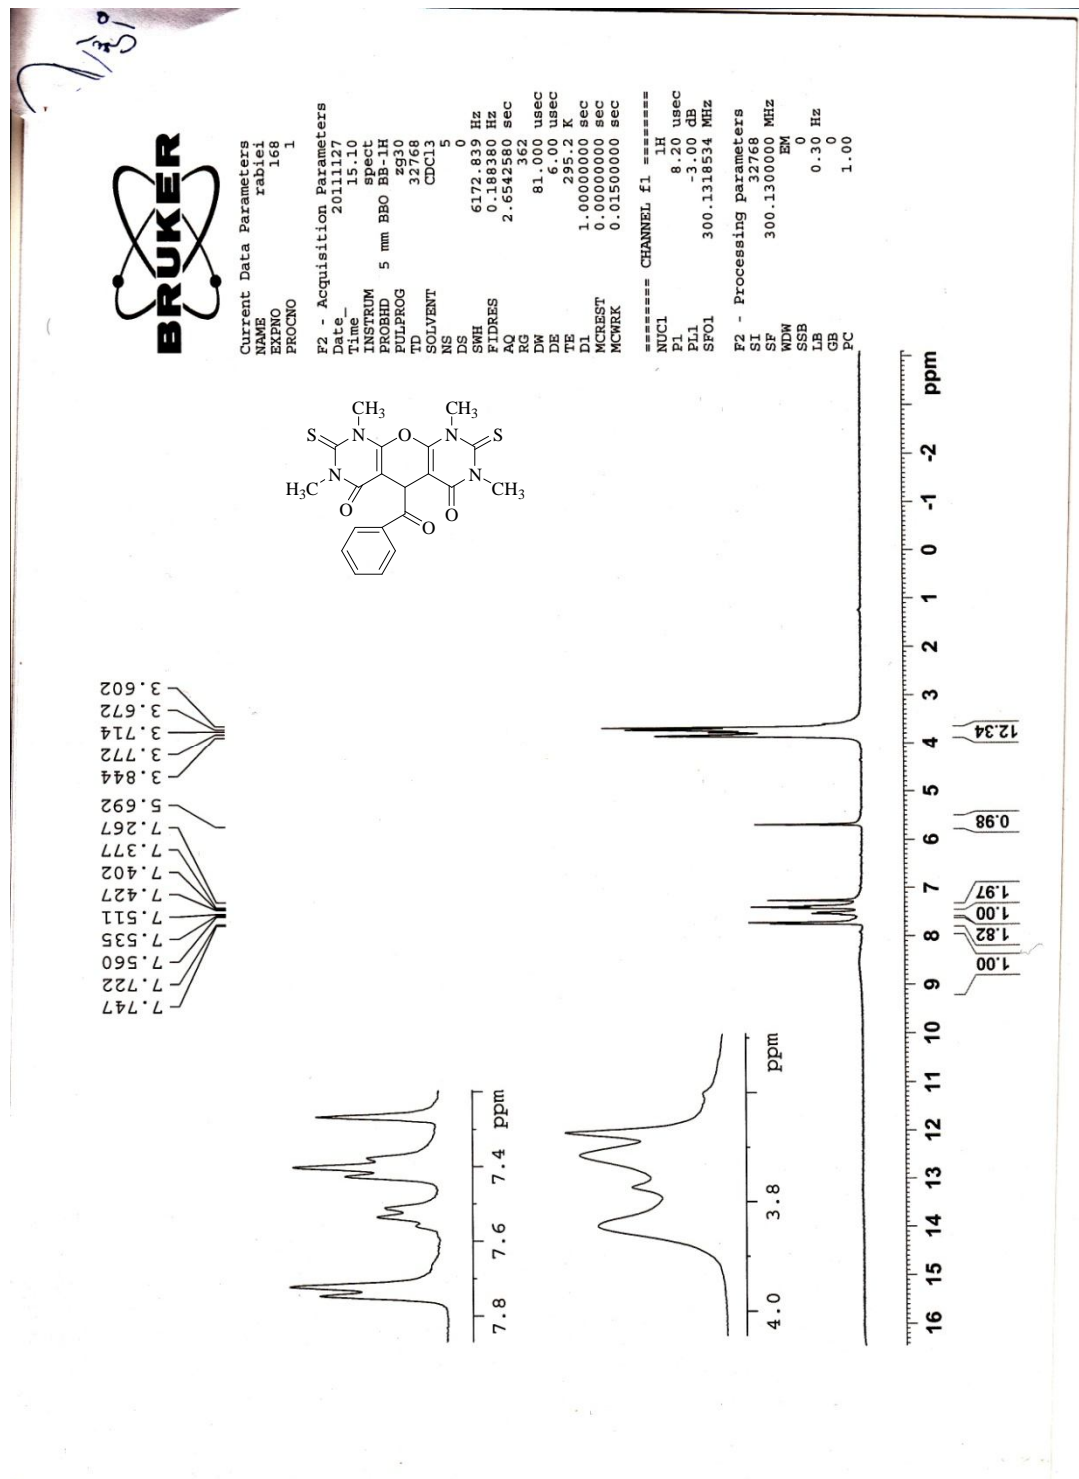 BRUKER
Current Data Parameters
NAME rabiei
EXPNO 168
PROCNO 1
F2 - Acquisition Parameters
Date_ 20111127
Time 15.10
INSTRUM spect
PROBHD 5 mm BBO BB-1H
PULPROG zg30
TD 32768
SOLVENT CDCl3
NS 5
DS 0
SWH 6172.839 Hz
FIDRES 0.188380 Hz
AQ 2.6542580 sec
RG 362
DW 81.000 usec
DE 6.00 usec
TE 295.2 K
D1 1.00000000 sec
MCREST 0.00000000 sec
MCWRK 0.01500000 sec
======== CHANNEL f1 ========
NUC1 1H
P1 8.20 usec
PL1 -3.00 dB
SFO1 300.1318534 MHz
F2 - Processing parameters
SI 32768
SF 300.1300000 MHz
WDW EM
SSB 0
LB 0.30 Hz
GB 0
PC 1.00
CH3 CH3
S N O N S
N N
H3C O O CH3
O
3.602
3.672
3.714
3.772
3.844
5.692
7.267
7.377
7.402
7.427
7.511
7.535
7.560
7.722
7.747
7.8 7.6 7.4 ppm
4.0 3.8 ppm
16 15 14 13 12 11 10 9 8 7 6 5 4 3 2 1 0 -1 -2 ppm
1.00
1.82
1.00
1.97
0.98
12.34